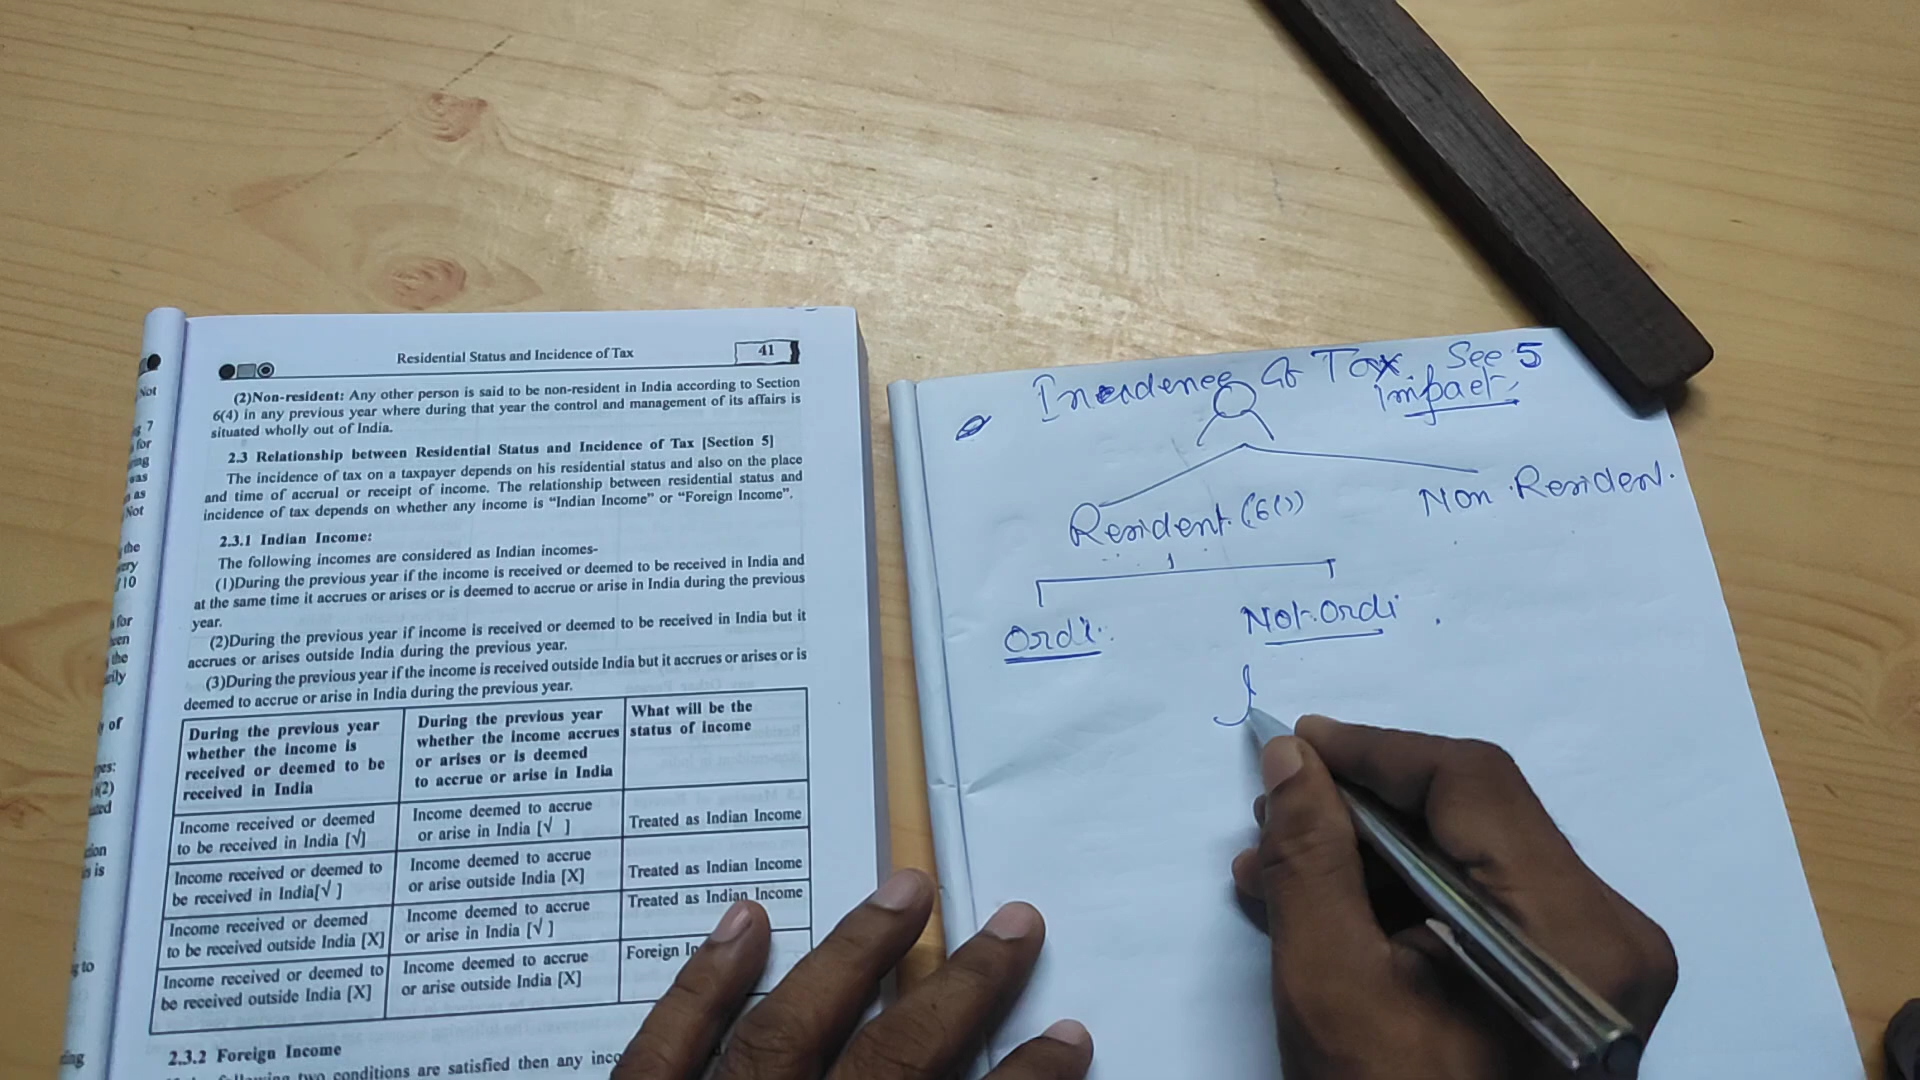 Residential Status and Incidence of Tax
41
(2)Non-resident: Any other person is said to be non-resident in India according to Section
6(4) in any previous year where during that year the control and management of its affairs is
situated wholly out of India.
2.3 Relationship between Residential Status and Incidence of Tax [Section 5]
The incidence of tax on a taxpayer depends on his residential status and also on the place
and time of accrual or receipt of income. The relationship between residential status and
incidence of tax depends on whether any income is “Indian Income” or “Foreign Income”.
2.3.1 Indian Income:
The following incomes are considered as Indian incomes-
(1)During the previous year if the income is received or deemed to be received in India and
at the same time it accrues or arises or is deemed to accrue or arise in India during the previous
year.
(2)During the previous year if income is received or deemed to be received in India but it
accrues or arises outside India during the previous year.
(3)During the previous year if the income is received outside India but it accrues or arises or is
deemed to accrue or arise in India during the previous year.
During the previous year
whether the income is
received or deemed to be
received in India
During the previous year
whether the income accrues
or arises or is deemed
to accrue or arise in India
What will be the
status of income
Income received or deemed
to be received in India [√]
Income deemed to accrue
or arise in India [√ ]
Treated as Indian Income
Income received or deemed to
be received in India[√ ]
Income deemed to accrue
or arise outside India [X]
Treated as Indian Income
Income received or deemed
to be received outside India [X]
Income deemed to accrue
or arise in India [√ ]
Treated as Indian Income
Income received or deemed to
be received outside India [X]
Income deemed to accrue
or arise outside India [X]
Foreign
2.3.2 Foreign Income
two conditions are satisfied then any
Incidence of Tax. See 5
impact
Resident (6())
Non Resident.
Ordi.
Not-Ordi